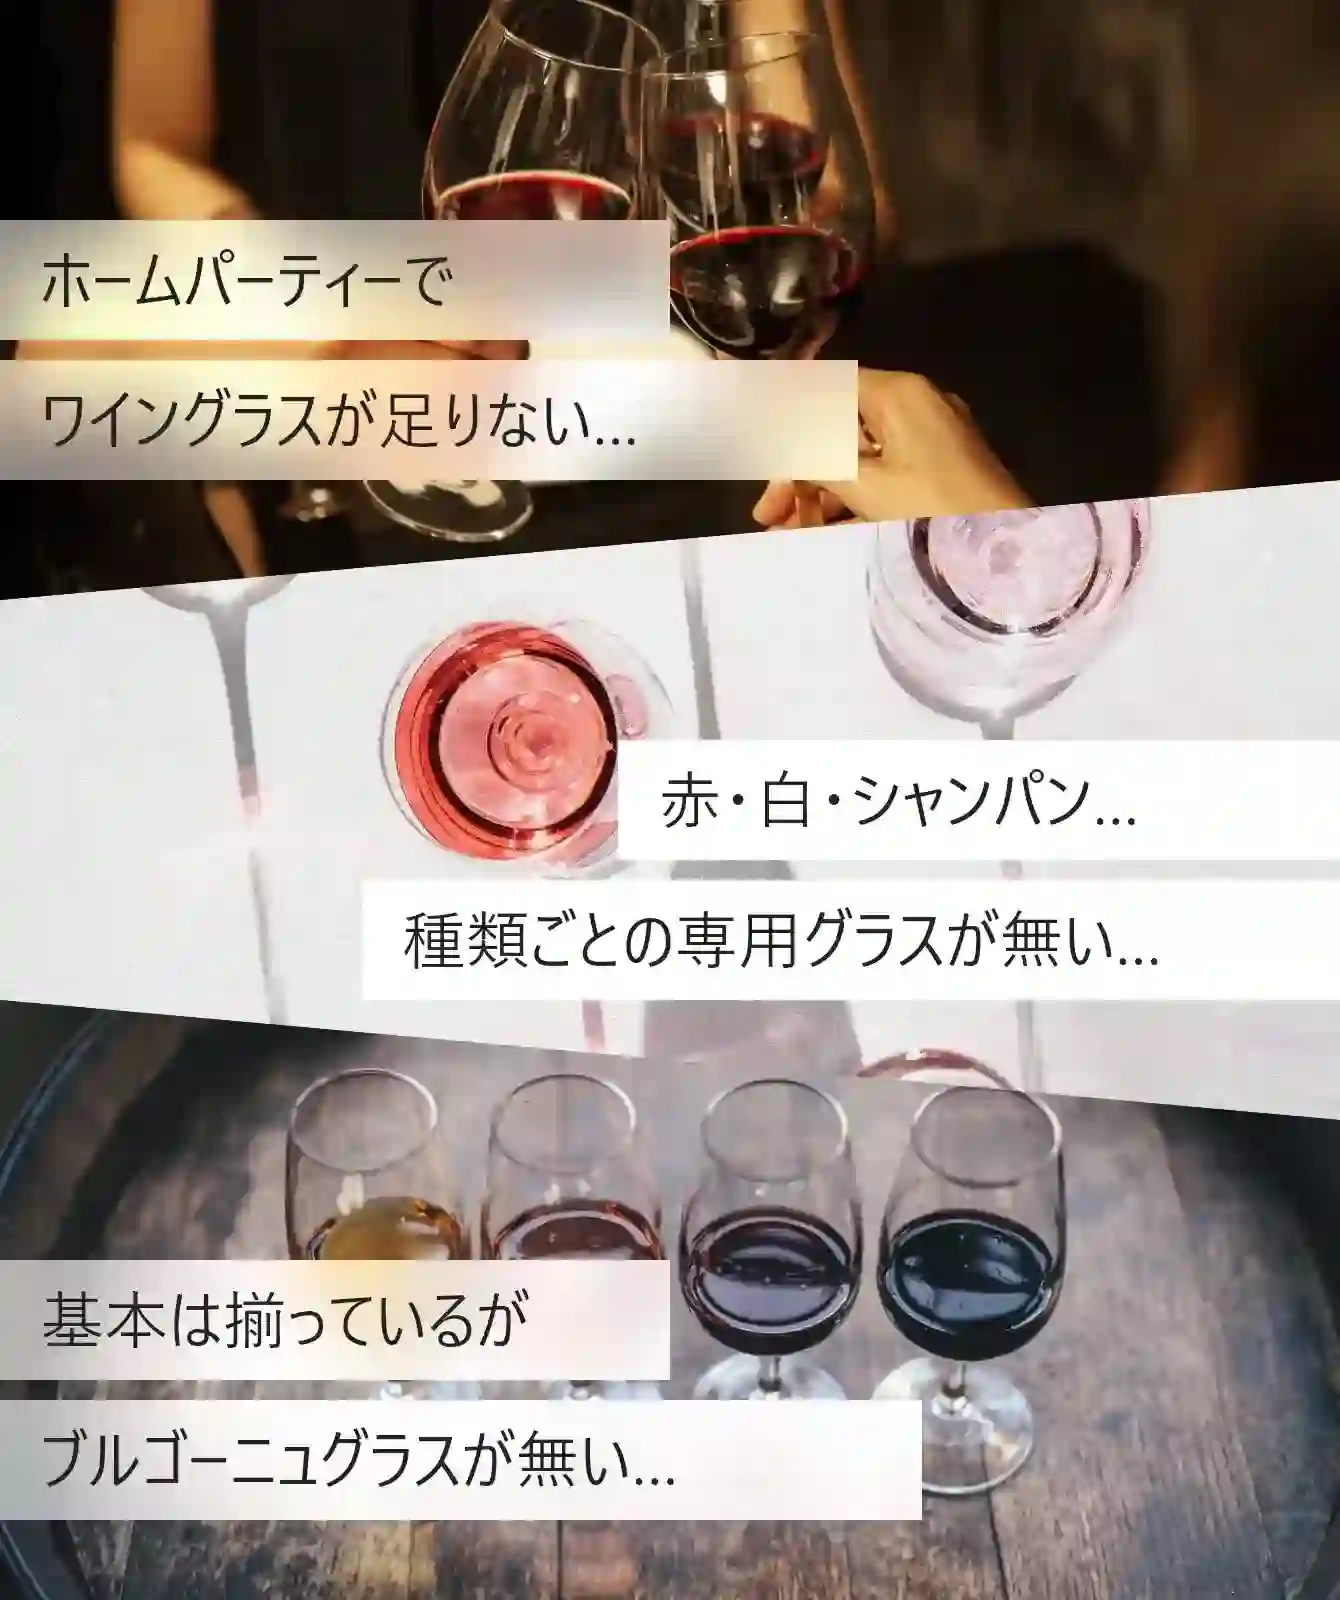 ホームパーティーで
ワイングラスが足りない...
赤・白・シャンパン...
種類ごとの専用グラスが無い...
基本は揃っているが
ブルゴーニュグラスが無い...